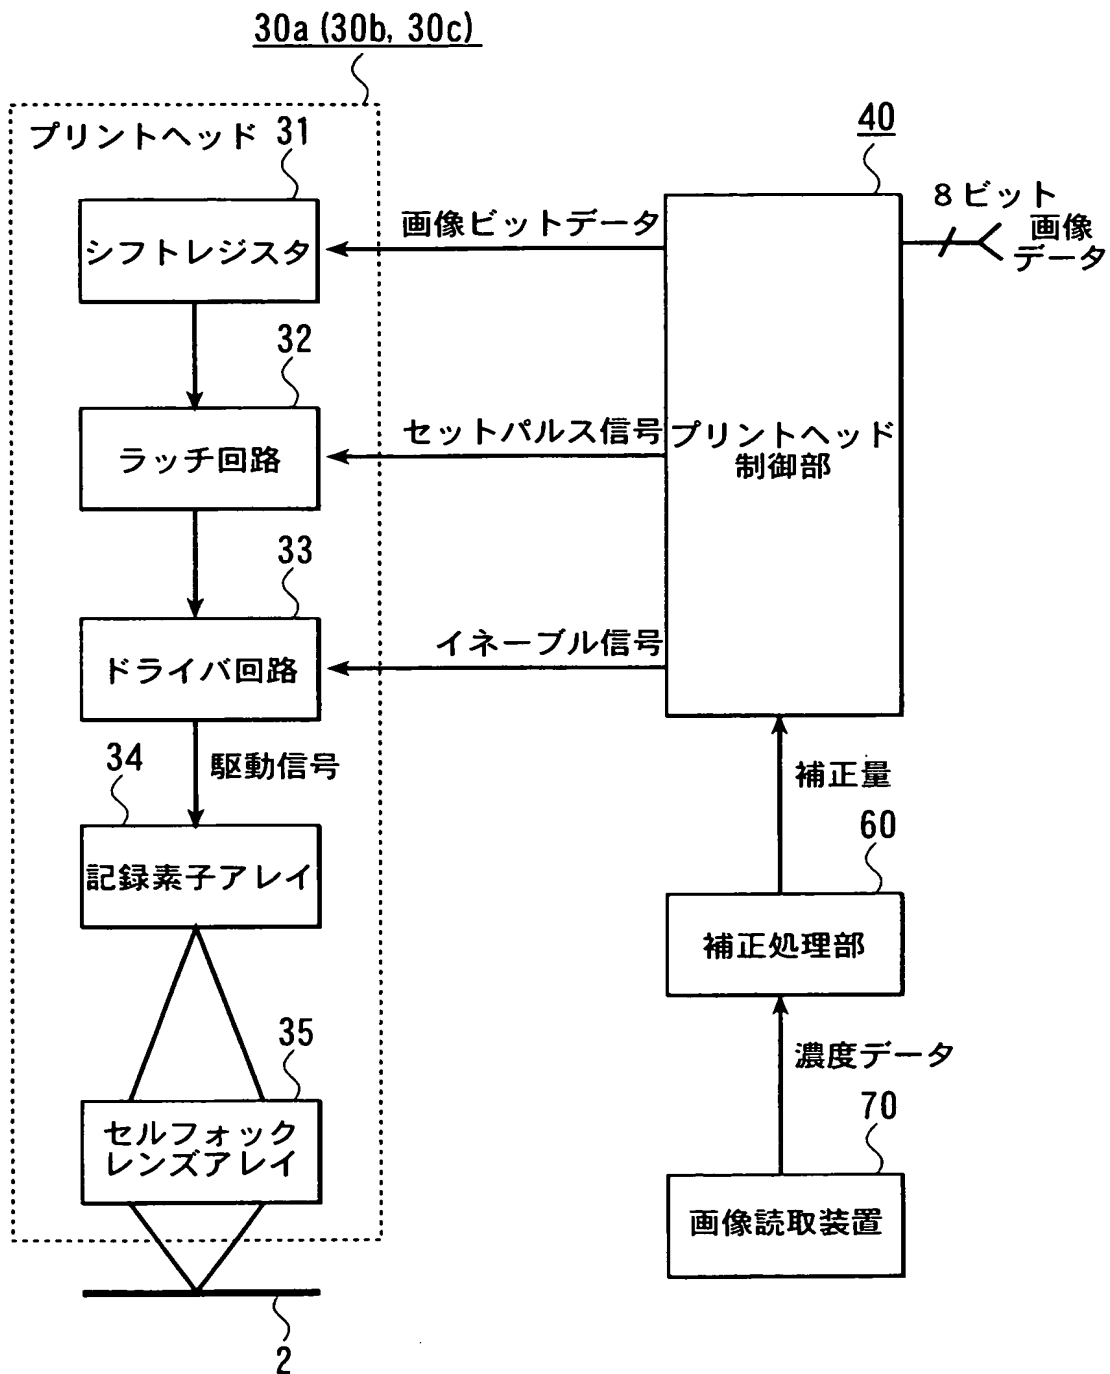 30a (30b, 30c)
プリントヘッド
31
シフトレジスタ
画像ビットデータ
40
8ビット
画像
データ
32
ラッチ回路
セットパルス信号
プリントヘッド
制御部
33
ドライバ回路
イネーブル信号
駆動信号
34
記録素子アレイ
補正量
60
補正処理部
35
セルフォック
レンズアレイ
濃度データ
70
画像読取装置
2